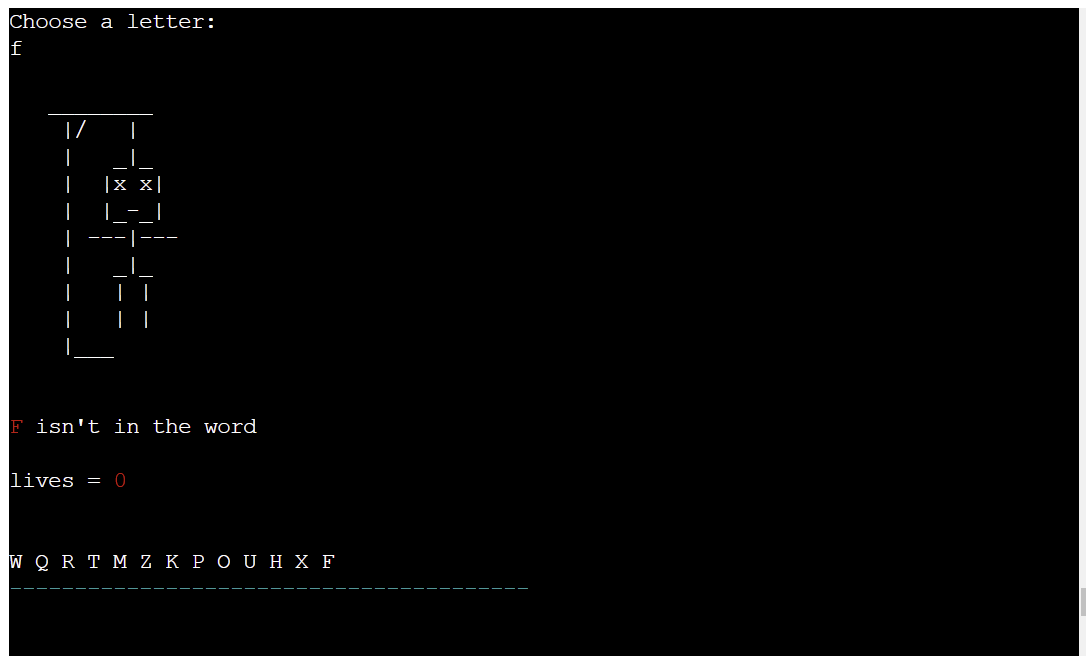 Choose a letter:
f
________
|/   |
|   _|_
|  |x x|
|  |_-_|
| ---|---
|   _|_
|   | |
|   | |
|___
F isn't in the word
lives = 0
W Q R T M Z K P O U H X F
----------------------------------------